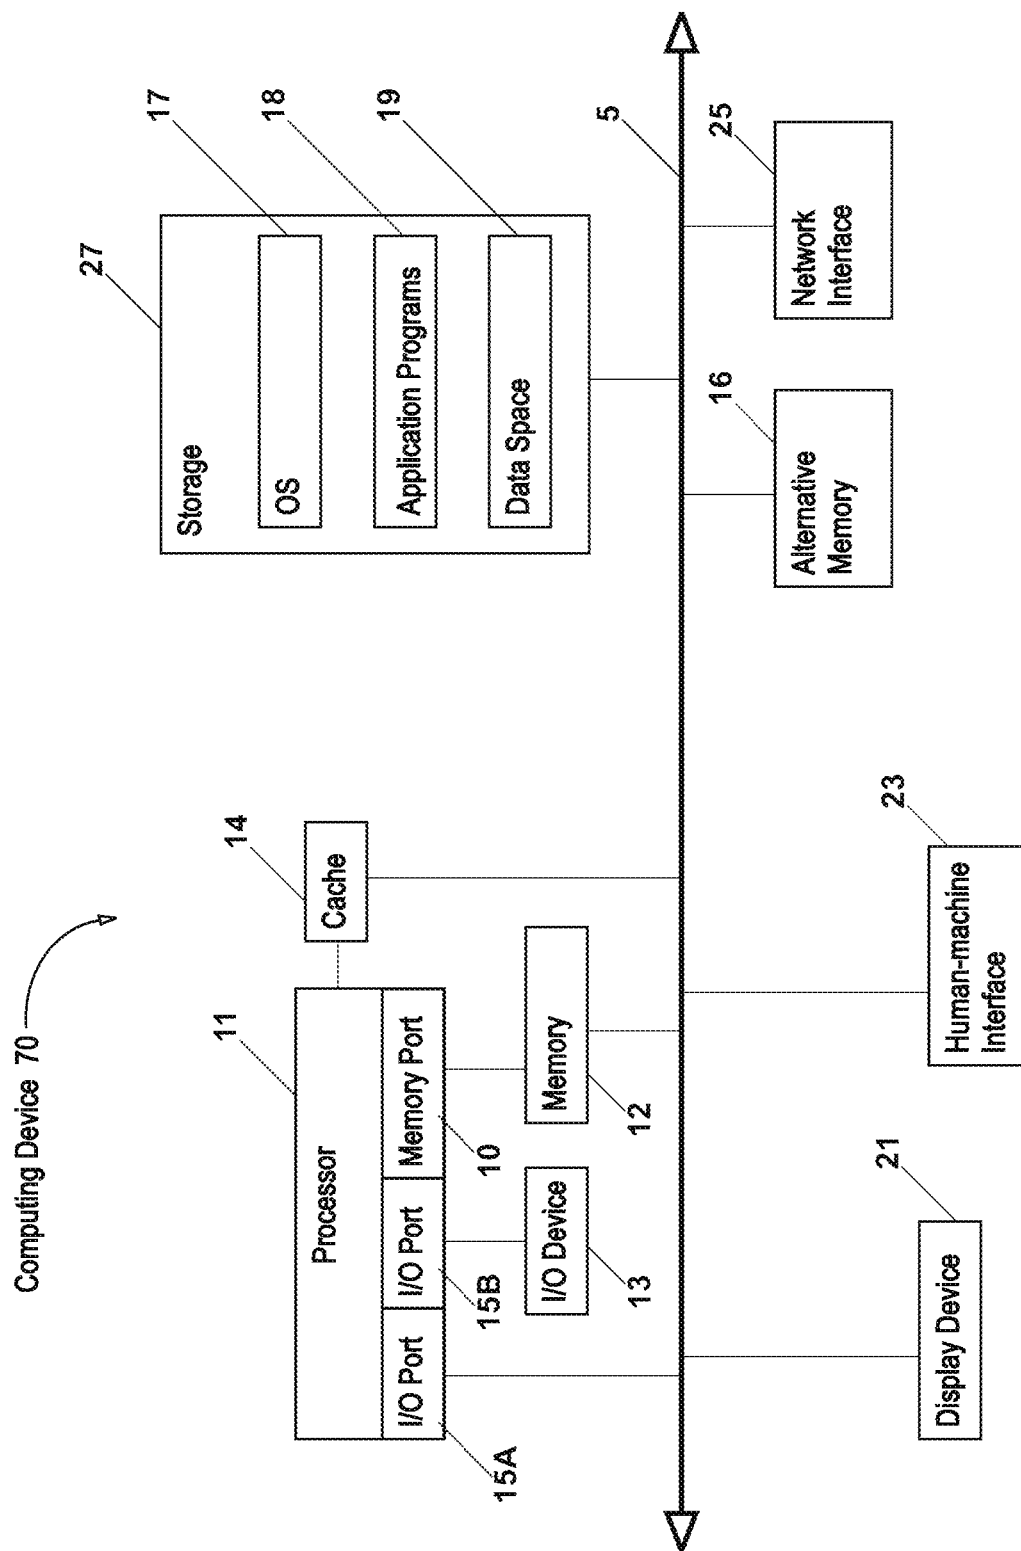 Computing Device 70
11
Processor
I/O Port
I/O Port
Memory Port
15A
15B
10
14
Cache
I/O Device
13
Memory
12
27
Storage
OS
17
Application Programs
18
Data Space
19
5
Display Device
21
Human-machine
Interface
23
Alternative
Memory
16
Network
Interface
25